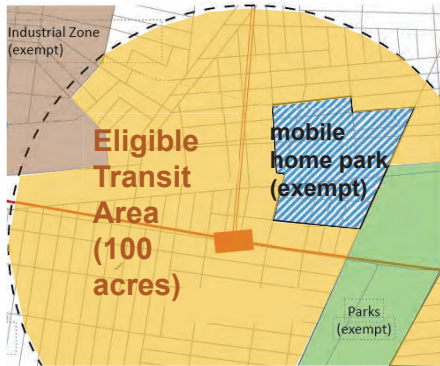 Industrial Zone
(exempt)
Eligible
Transit
Area
(100
acres)
mobile
home park
(exempt)
Parks
(exempt)